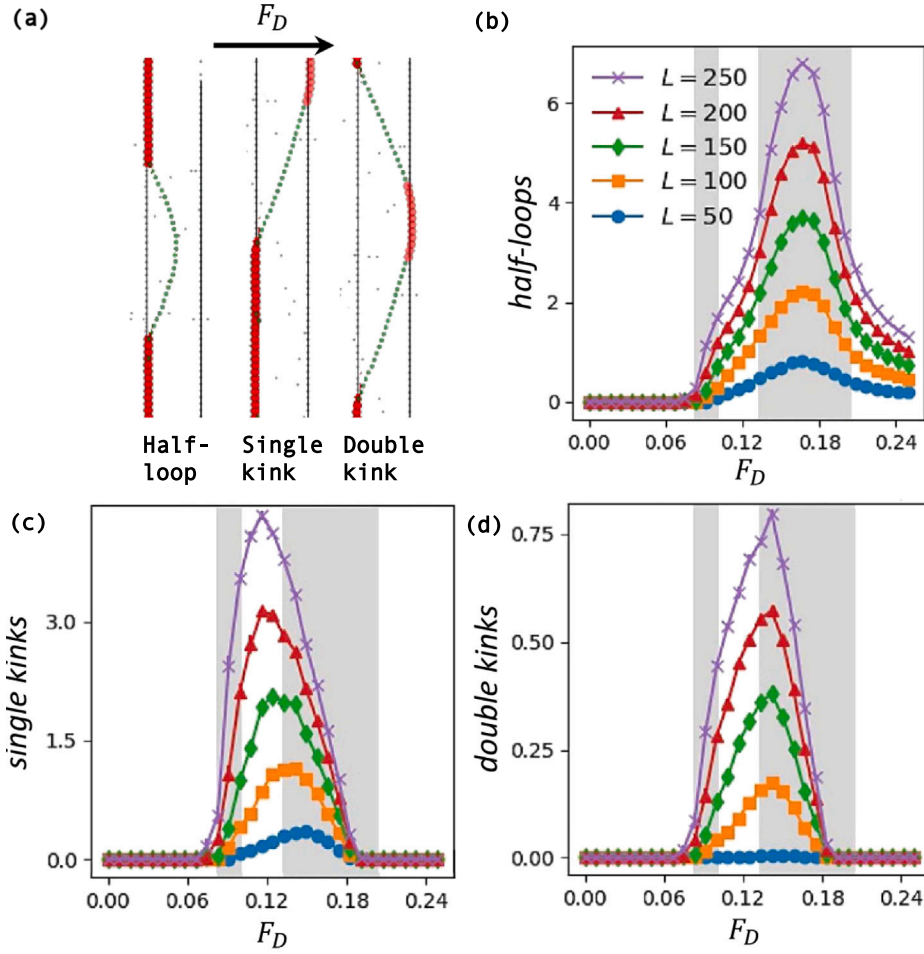 (a)
F_D
Half-loop
Single kink
Double kink
(b)
L = 250
L = 200
L = 150
L = 100
L = 50
half-loops
6
4
2
0
0.00 0.06 0.12 0.18 0.24
F_D
(c)
single kinks
3.0
1.5
0.0
0.00 0.06 0.12 0.18 0.24
F_D
(d)
double kinks
0.75
0.50
0.25
0.00
0.00 0.06 0.12 0.18 0.24
F_D